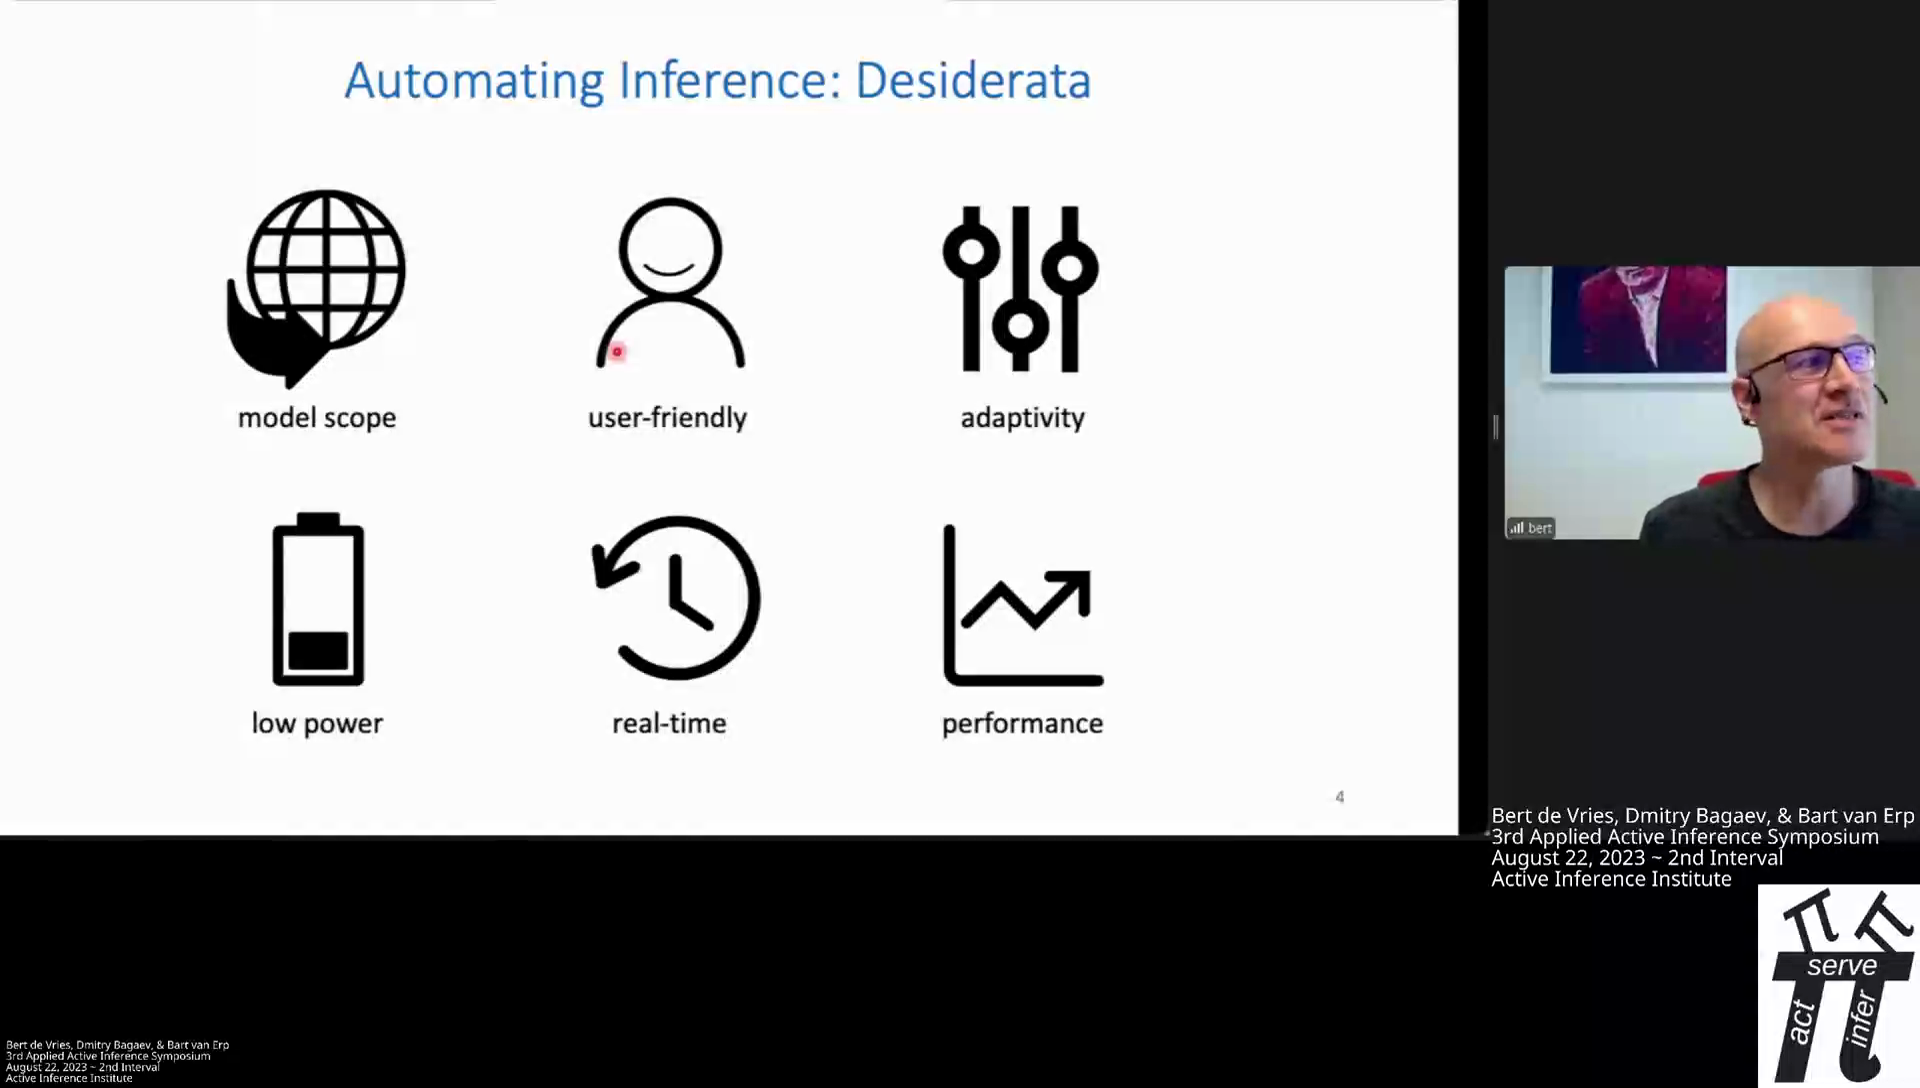 Automating Inference: Desiderata
model scope
user-friendly
adaptivity
low power
real-time
performance
4
bert
Bert de Vries, Dmitry Bagaev, & Bart van Erp
3rd Applied Active Inference Symposium
August 22, 2023 ~ 2nd Interval
Active Inference Institute
π π
serve
act
infer
Bert de Vries, Dmitry Bagaev, & Bart van Erp
3rd Applied Active Inference Symposium
August 22, 2023 ~ 2nd Interval
Active Inference Institute